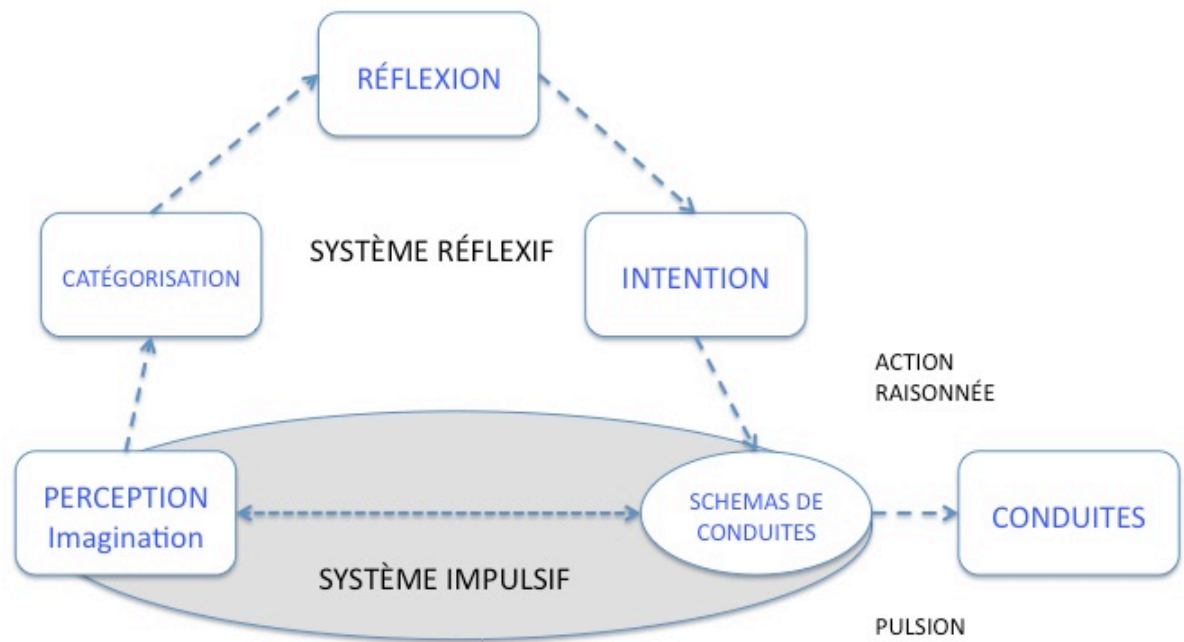 RÉFLEXION
CATÉGORISATION
SYSTÈME RÉFLEXIF
INTENTION
ACTION
RAISONNÉE
PERCEPTION
Imagination
SCHEMAS DE
CONDUITES
CONDUITES
SYSTÈME IMPULSIF
PULSION